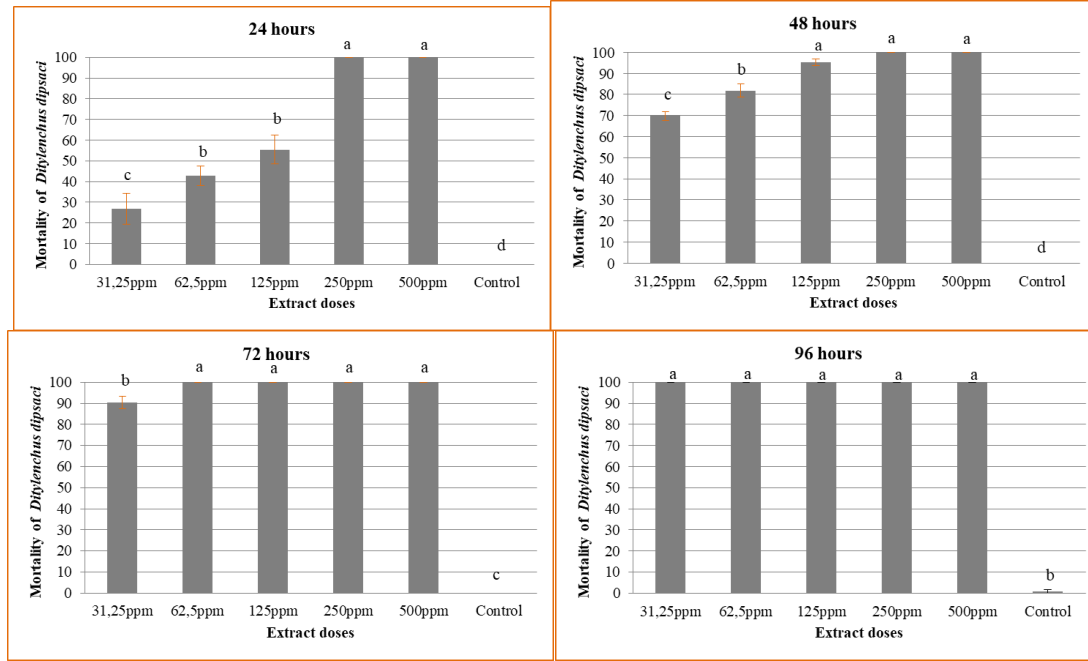 24 hours
a a
b
b
c
d
100
90
80
70
60
50
40
30
20
10
0
Mortality of Ditylenchus dipsaci
31,25ppm 62,5ppm 125ppm 250ppm 500ppm Control
Extract doses
48 hours
a a a
b
c
d
100
90
80
70
60
50
40
30
20
10
0
Mortality of Ditylenchus dipsaci
31,25ppm 62,5ppm 125ppm 250ppm 500ppm Control
Extract doses
72 hours
b a a a a
c
100
90
80
70
60
50
40
30
20
10
0
Mortality of Ditylenchus dipsaci
31,25ppm 62,5ppm 125ppm 250ppm 500ppm Control
Extract doses
96 hours
a a a a a
b
100
90
80
70
60
50
40
30
20
10
0
Mortality of Ditylenchus dipsaci
31,25ppm 62,5ppm 125ppm 250ppm 500ppm Control
Extract doses